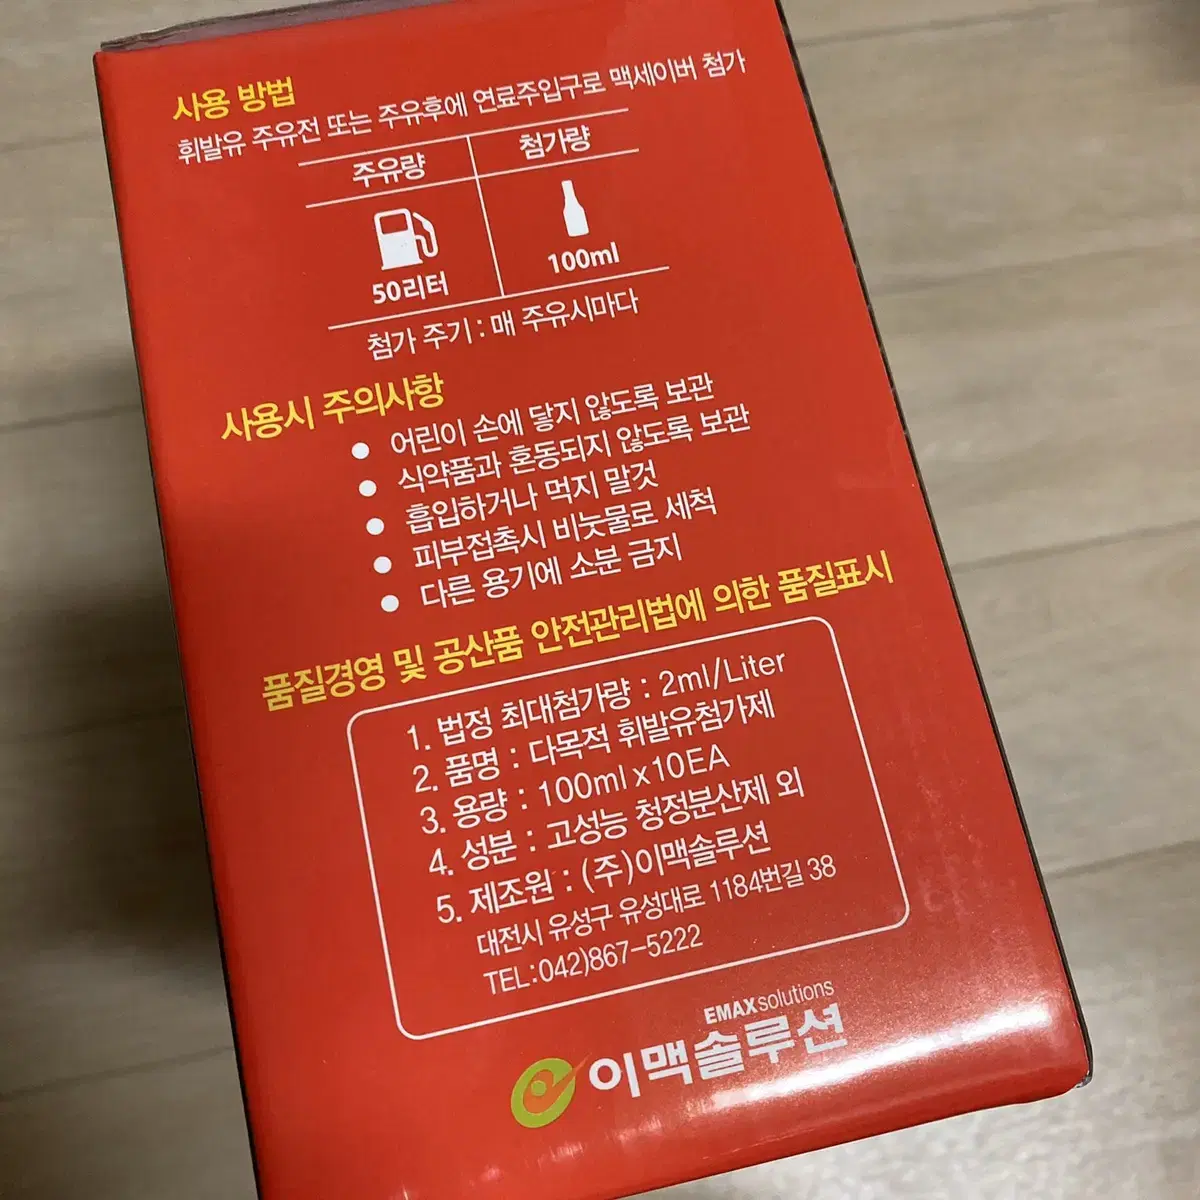 사용 방법
휘발유 주유전 또는 주유후에 연료주입구로 맥세이버 첨가
주유량 첨가량
50리터 100ml
첨가 주기 : 매 주유시마다
사용시 주의사항
● 어린이 손에 닿지 않도록 보관
● 식약품과 혼동되지 않도록 보관
● 흡입하거나 먹지 말것
● 피부접촉시 비눗물로 세척
● 다른 용기에 소분 금지
품질경영 및 공산품 안전관리법에 의한 품질표시
1. 법정 최대첨가량 : 2ml/Liter
2. 품명 : 다목적 휘발유첨가제
3. 용량 : 100ml x10EA
4. 성분 : 고성능 청정분산제 외
5. 제조원 : (주)이맥솔루션
대전시 유성구 유성대로 1184번길 38
TEL:042)867-5222
EMAXsolutions
이맥솔루션